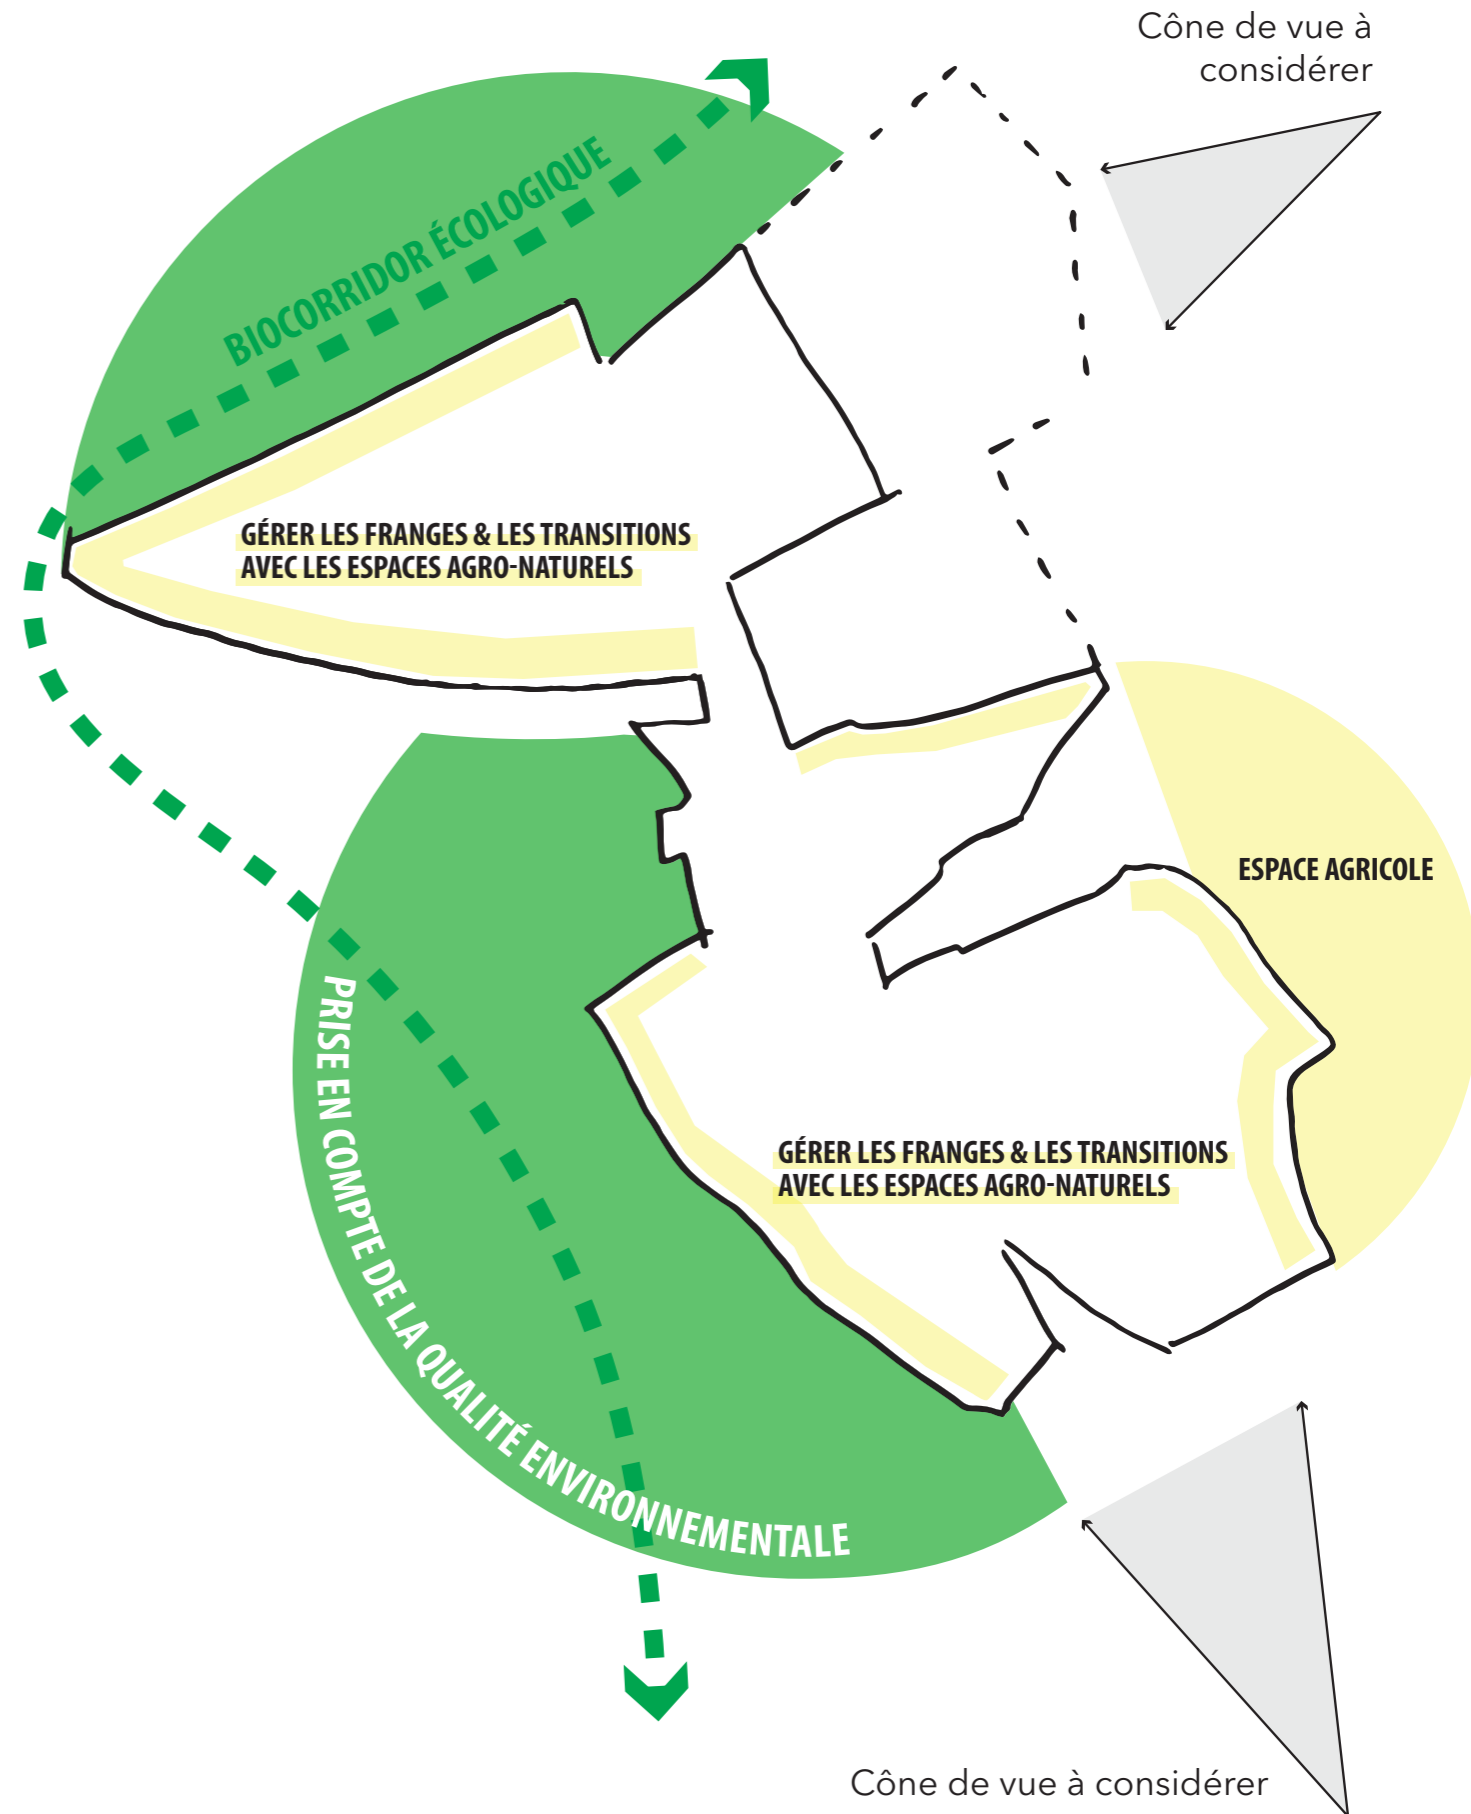 Cône de vue à
considérer
BIOCORRIDOR ÉCOLOGIQUE
GÉRER LES FRANGES & LES TRANSITIONS
AVEC LES ESPACES AGRO-NATURELS
ESPACE AGRICOLE
PRISE EN COMPTE DE LA QUALITÉ ENVIRONNEMENTALE
GÉRER LES FRANGES & LES TRANSITIONS
AVEC LES ESPACES AGRO-NATURELS
Cône de vue à considérer